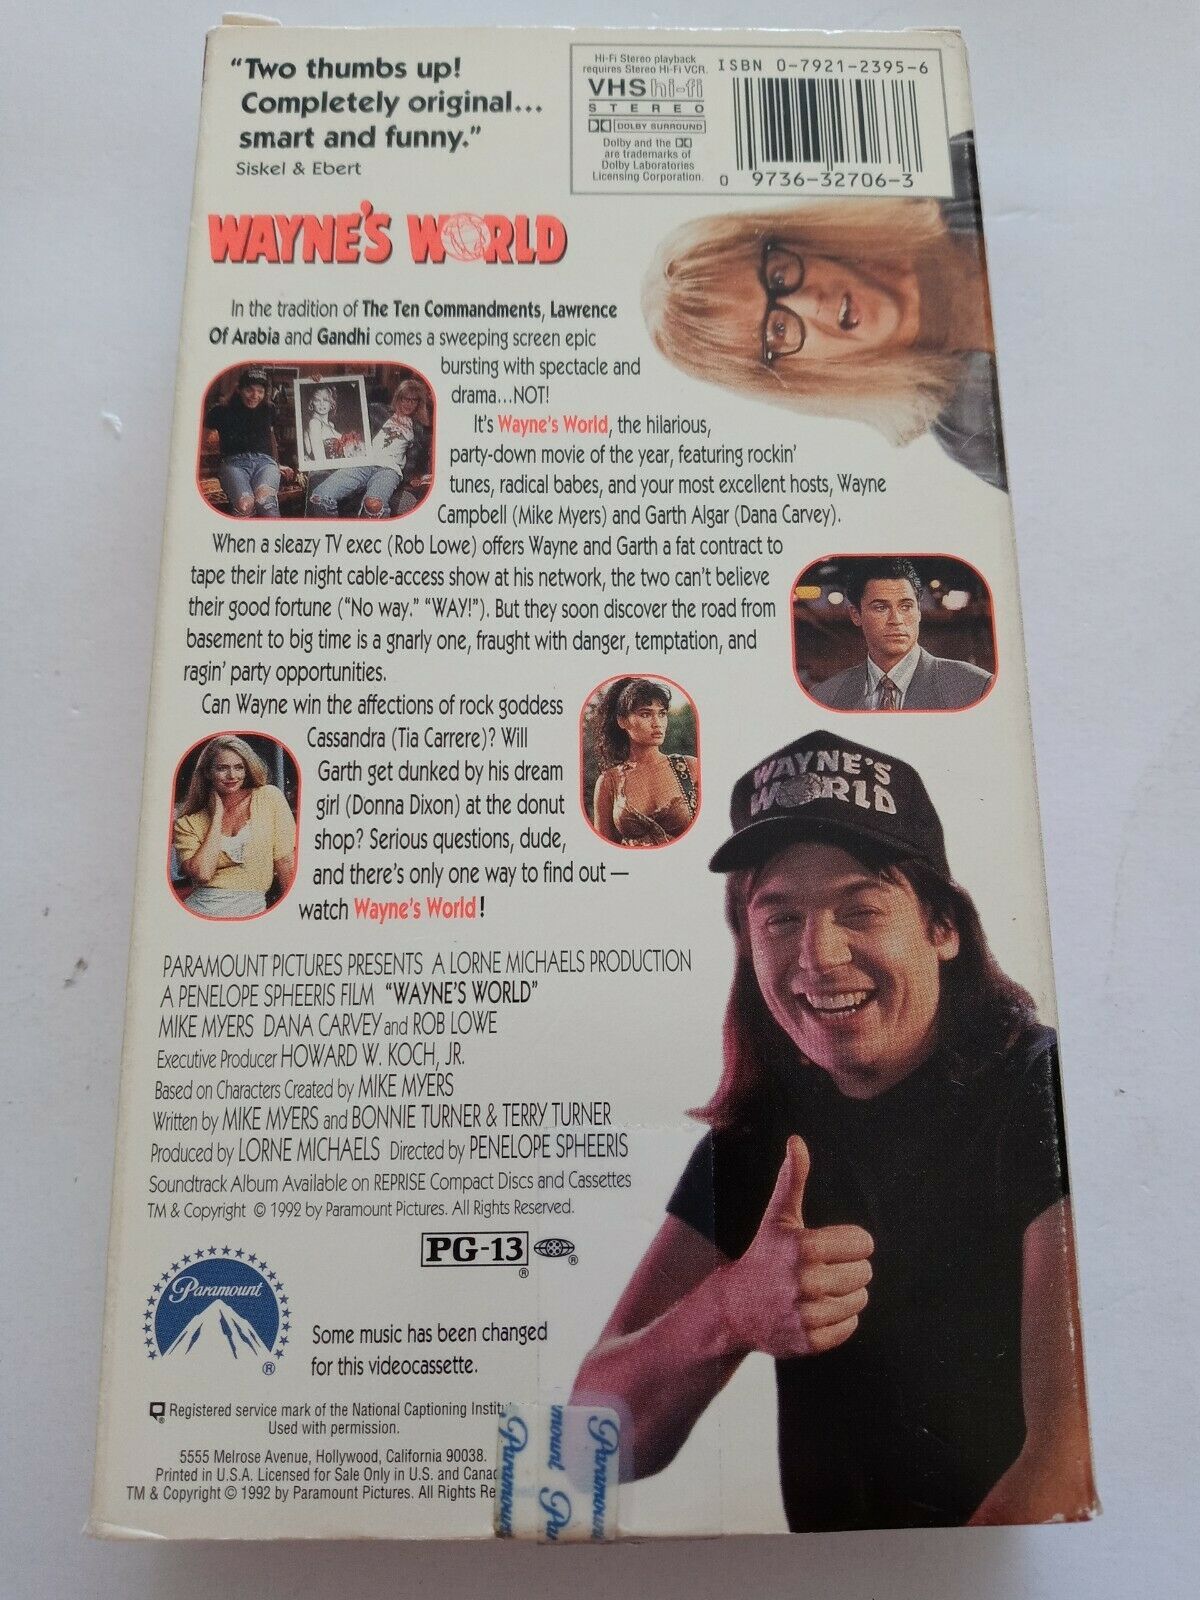 "Two thumbs up!
Completely original...
smart and funny."
Siskel & Ebert
Hi-Fi Stereo playback
requires Stereo Hi-Fi VCR.
VHS hi-fi
STEREO
DOLBY SURROUND
Dolby and the
are trademarks of
Dolby Laboratories
Licensing Corporation.
ISBN 0-7921-2395-6
0 9736-32706-3
WAYNE'S WORLD
In the tradition of The Ten Commandments, Lawrence
Of Arabia and Gandhi comes a sweeping screen epic
bursting with spectacle and
drama...NOT!
It's Wayne's World, the hilarious,
party-down movie of the year, featuring rockin'
tunes, radical babes, and your most excellent hosts, Wayne
Campbell (Mike Myers) and Garth Algar (Dana Carvey).
When a sleazy TV exec (Rob Lowe) offers Wayne and Garth a fat contract to
tape their late night cable-access show at his network, the two can't believe
their good fortune ("No way." "WAY!"). But they soon discover the road from
basement to big time is a gnarly one, fraught with danger, temptation, and
ragin' party opportunities.
Can Wayne win the affections of rock goddess
Cassandra (Tia Carrere)? Will
Garth get dunked by his dream
girl (Donna Dixon) at the donut
shop? Serious questions, dude,
and there's only one way to find out —
watch Wayne's World!
WAYNE'S
WORLD
PARAMOUNT PICTURES PRESENTS A LORNE MICHAELS PRODUCTION
A PENELOPE SPHEERIS FILM "WAYNE'S WORLD"
MIKE MYERS DANA CARVEY and ROB LOWE
Executive Producer HOWARD W. KOCH, JR.
Based on Characters Created by MIKE MYERS
Written by MIKE MYERS and BONNIE TURNER & TERRY TURNER
Produced by LORNE MICHAELS Directed by PENELOPE SPHEERIS
Soundtrack Album Available on REPRISE Compact Discs and Cassettes
TM & Copyright © 1992 by Paramount Pictures. All Rights Reserved.
PG-13 ® ®
Paramount ®
Some music has been changed
for this videocassette.
Registered service mark of the National Captioning Institu
Used with permission.
5555 Melrose Avenue, Hollywood, California 90038.
Printed in U.S.A. Licensed for Sale Only in U.S. and Canad
TM & Copyright © 1992 by Paramount Pictures. All Rights Re
Paramoun
mount
Pa
Paramoun